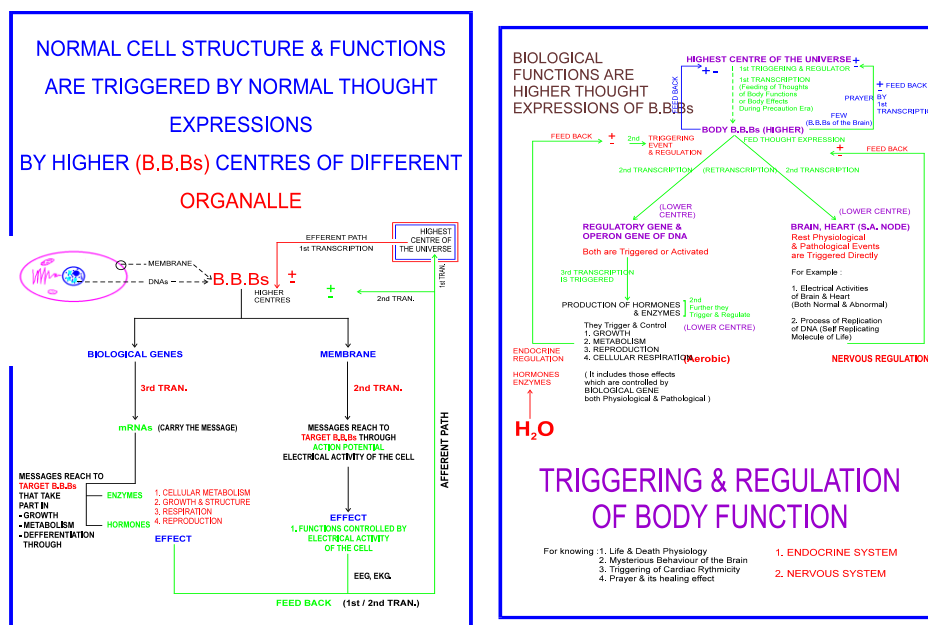 NORMAL CELL STRUCTURE & FUNCTIONS
ARE TRIGGERED BY NORMAL THOUGHT
EXPRESSIONS
BY HIGHER (B.B.Bs) CENTRES OF DIFFERENT
ORGANALLE
HIGHEST
CENTRE OF
THE UNIVERSE
EFFERENT PATH
1st TRANSCRIPTION
MEMBRANE
DNAs
B.B.Bs
+
-
HIGHER
CENTRES
+
-
2nd TRAN.
1st TRAN.
BIOLOGICAL GENES
MEMBRANE
3rd TRAN.
2nd TRAN.
mRNAs (CARRY THE MESSAGE)
MESSAGES REACH TO
TARGET B.B.Bs THROUGH
ACTION POTENTIAL
ELECTRICAL ACTIVITY OF THE CELL
AFFERENT PATH
MESSAGES REACH TO
TARGET B.B.Bs
THAT TAKE
PART IN
- GROWTH
- METABOLISM
- DEFFERENTIATION
THROUGH
ENZYMES
HORMONES
1. CELLULAR METABOLISM
2. GROWTH & STRUCTURE
3. RESPIRATION
4. REPRODUCTION
EFFECT
EFFECT
1. FUNCTIONS CONTROLLED BY
ELECTRICAL ACTIVITY
OF THE CELL
EEG, EKG.
FEED BACK (1st / 2nd TRAN.)
BIOLOGICAL
FUNCTIONS ARE
HIGHER THOUGHT
EXPRESSIONS OF B.B.Bs
HIGHEST CENTRE OF THE UNIVERSE
+ -
+
-
1st TRIGGERING & REGULATOR
1st TRANSCRIPTION
(Feeding of Thoughts
of Body Functions
or Body Effects
During Precaution Era)
FEED BACK
PRAYER
+
-
FEED BACK
BY
1st
TRANSCRIPTION
FEW
(B.B.Bs of the Brain)
BODY B.B.Bs (HIGHER)
FED THOUGHT EXPRESSION
FEED BACK
+
-
2nd
TRIGGERING
EVENT
& REGULATION
+
-
FEED BACK
2nd TRANSCRIPTION
(RETRANSCRIPTION)
2nd TRANSCRIPTION
(LOWER
CENTRE)
(LOWER CENTRE)
REGULATORY GENE &
OPERON GENE OF DNA
Both are Triggered or Activated
BRAIN, HEART (S.A. NODE)
Rest Physiological
& Pathological Events
are Triggered Directly
For Example :
1. Electrical Activities
of Brain & Heart
(Both Normal & Abnormal)
2. Process of Replication
of DNA (Self Replicating
Molecule of Life)
3rd TRANSCRIPTION
IS TRIGGERED
PRODUCTION OF HORMONES
& ENZYMES
2nd
Further they
Trigger & Regulate
(LOWER CENTRE)
They Trigger & Control
1. GROWTH
2. METABOLISM
3. REPRODUCTION
4. CELLULAR RESPIRATION (Aerobic)
ENDOCRINE
REGULATION
NERVOUS REGULATION
HORMONES
ENZYMES
( It includes those effects
which are controlled by
BIOLOGICAL GENE
both Physiological & Pathological )
H2O
TRIGGERING & REGULATION
OF BODY FUNCTION
For knowing : 1. Life & Death Physiology
2. Mysterious Behaviour of the Brain
3. Triggering of Cardiac Rythmicity
4. Prayer & its healing effect
1. ENDOCRINE SYSTEM
2. NERVOUS SYSTEM